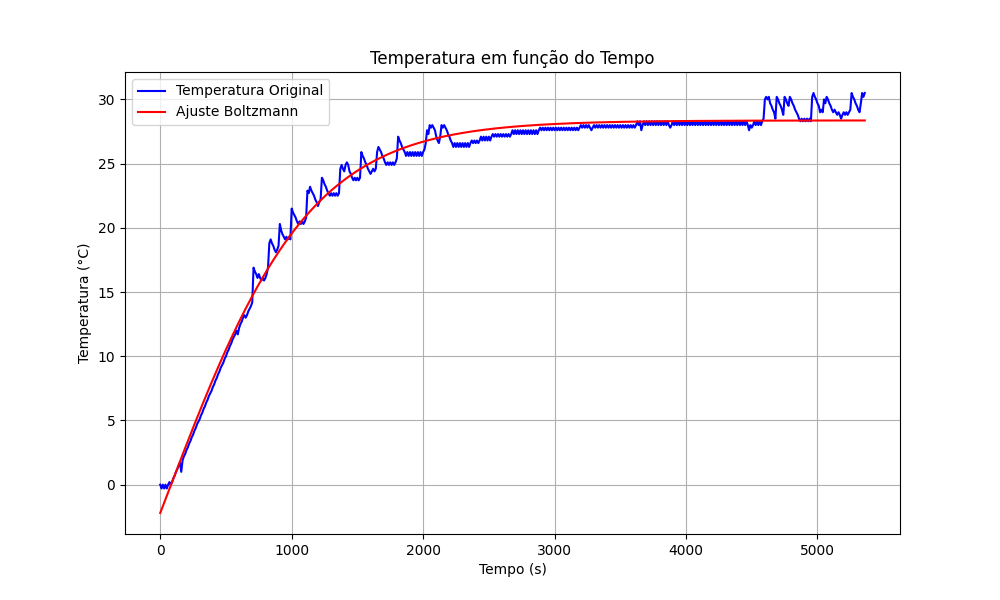 Temperatura em função do Tempo
Temperatura Original
Ajuste Boltzmann
Temperatura (°C)
30
25
20
15
10
5
0
0 1000 2000 3000 4000 5000
Tempo (s)